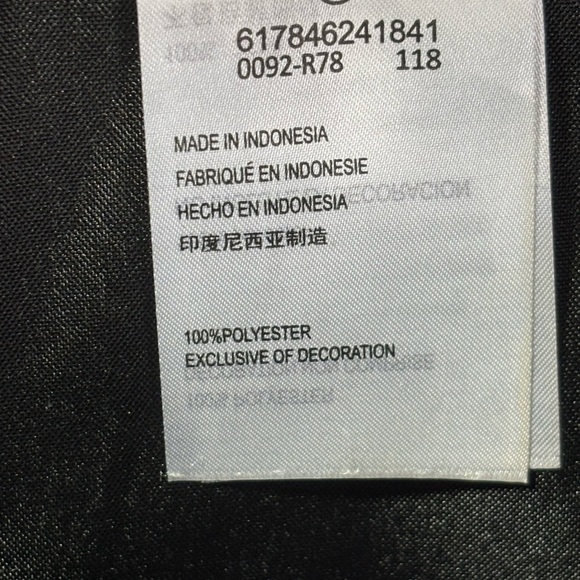 617846241841
0092-R78 118
MADE IN INDONESIA
FABRIQUÉ EN INDONESIE
HECHO EN INDONESIA
印度尼西亚制造
100%POLYESTER
EXCLUSIVE OF DECORATION